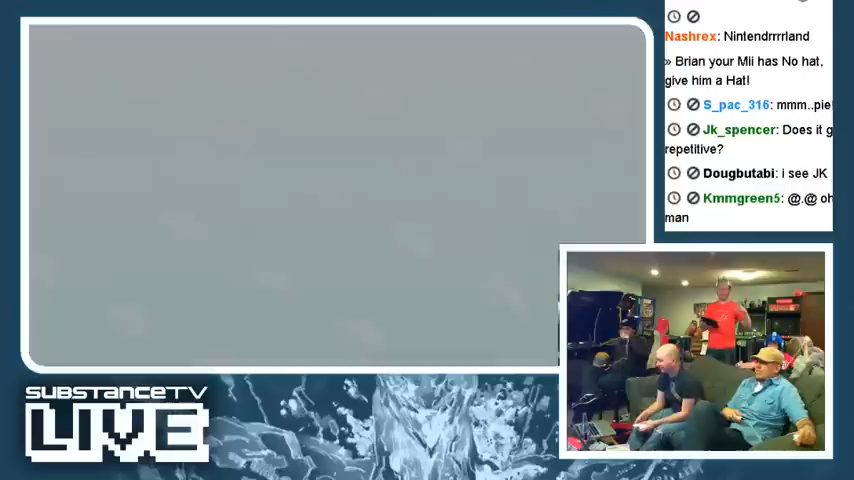 Nashrex: Nintendrrrrland
» Brian your Mii has No hat,
give him a Hat!
S_pac_316: mmm..pie!
Jk_spencer: Does it g
repetitive?
Dougbutabi: i see JK
Kmmgreen5: @.@ oh
man
SUBSTANCETV
LIVE